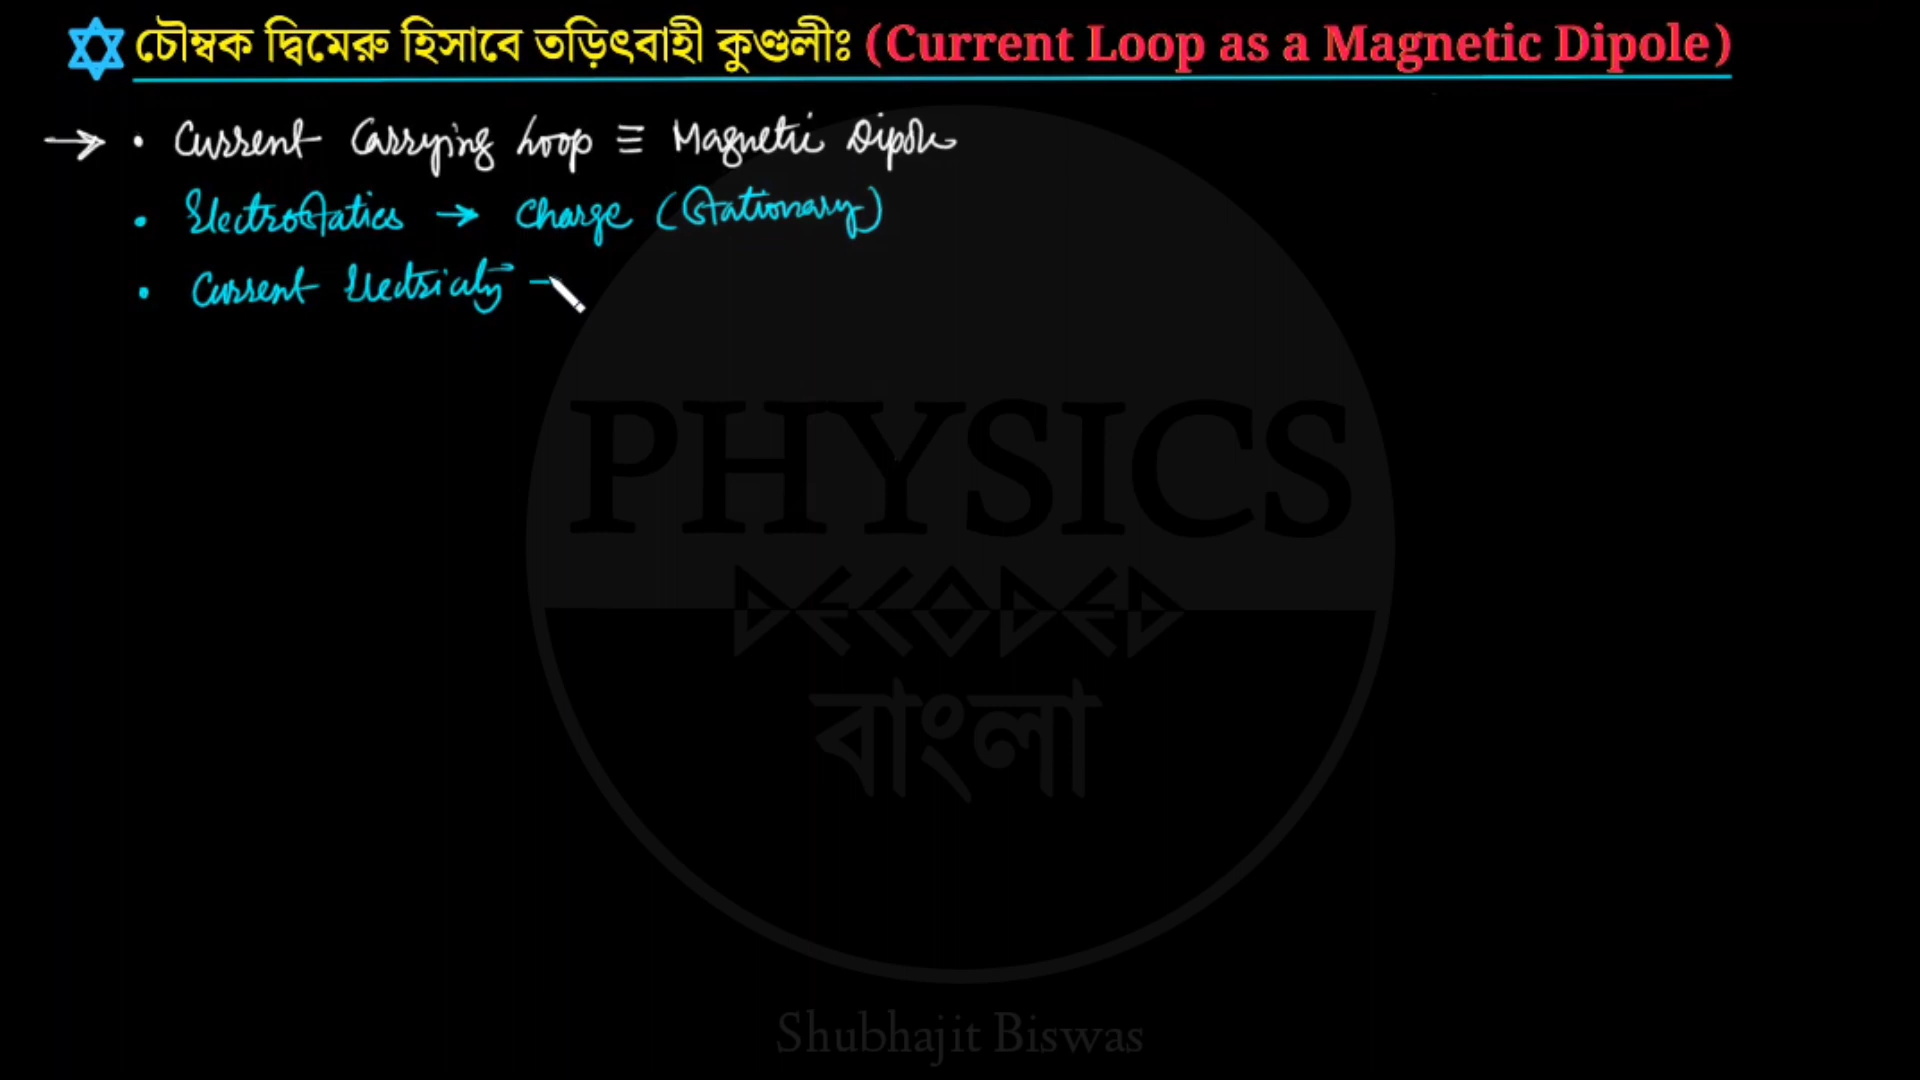 চৌম্বক দ্বিমেরু হিসাবে তড়িৎবাহী কুণ্ডলীঃ (Current Loop as a Magnetic Dipole)
→ • Current Carrying Loop ≡ Magnetic Dipole
• Electrostatics → Charge (Stationary)
• Current Electricity –
PHYSICS
DECODED
বাংলা
Shubhajit Biswas